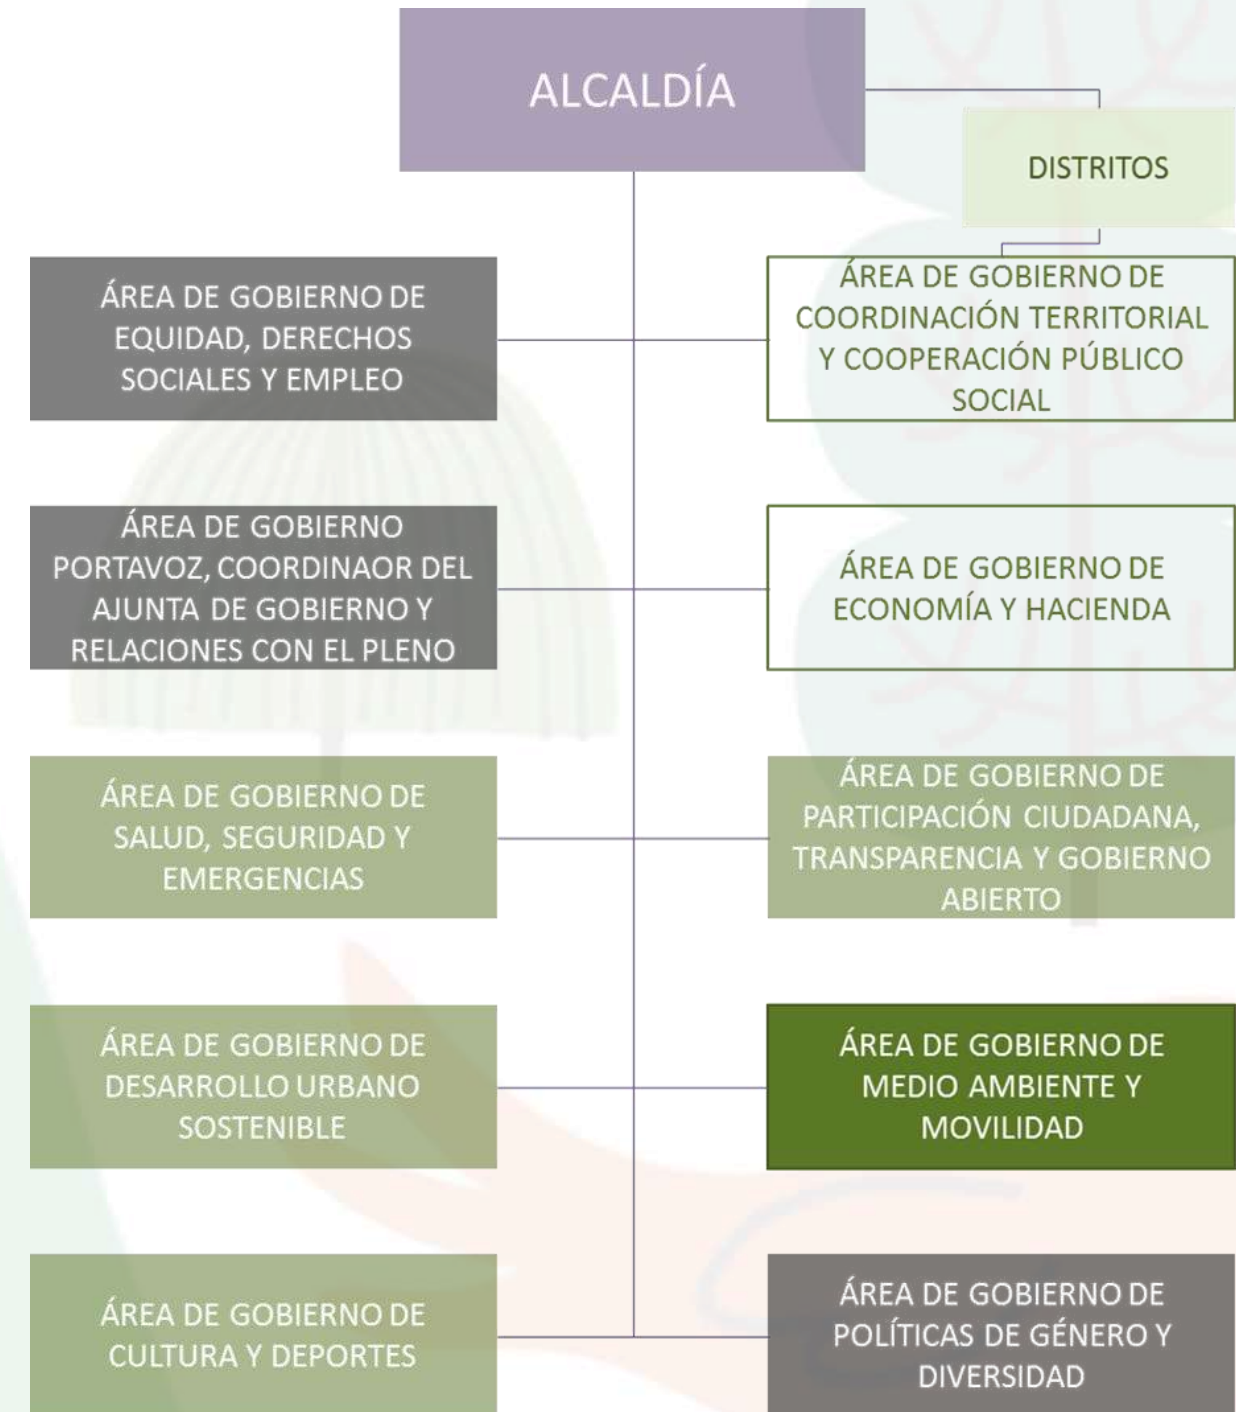 ALCALDÍA
DISTRITOS
ÁREA DE GOBIERNO DE
EQUIDAD, DERECHOS
SOCIALES Y EMPLEO
ÁREA DE GOBIERNO DE
COORDINACIÓN TERRITORIAL
Y COOPERACIÓN PÚBLICO
SOCIAL
ÁREA DE GOBIERNO
PORTAVOZ, COORDINAOR DEL
AJUNTA DE GOBIERNO Y
RELACIONES CON EL PLENO
ÁREA DE GOBIERNO DE
ECONOMÍA Y HACIENDA
ÁREA DE GOBIERNO DE
SALUD, SEGURIDAD Y
EMERGENCIAS
ÁREA DE GOBIERNO DE
PARTICIPACIÓN CIUDADANA,
TRANSPARENCIA Y GOBIERNO
ABIERTO
ÁREA DE GOBIERNO DE
DESARROLLO URBANO
SOSTENIBLE
ÁREA DE GOBIERNO DE
MEDIO AMBIENTE Y
MOVILIDAD
ÁREA DE GOBIERNO DE
CULTURA Y DEPORTES
ÁREA DE GOBIERNO DE
POLÍTICAS DE GÉNERO Y
DIVERSIDAD